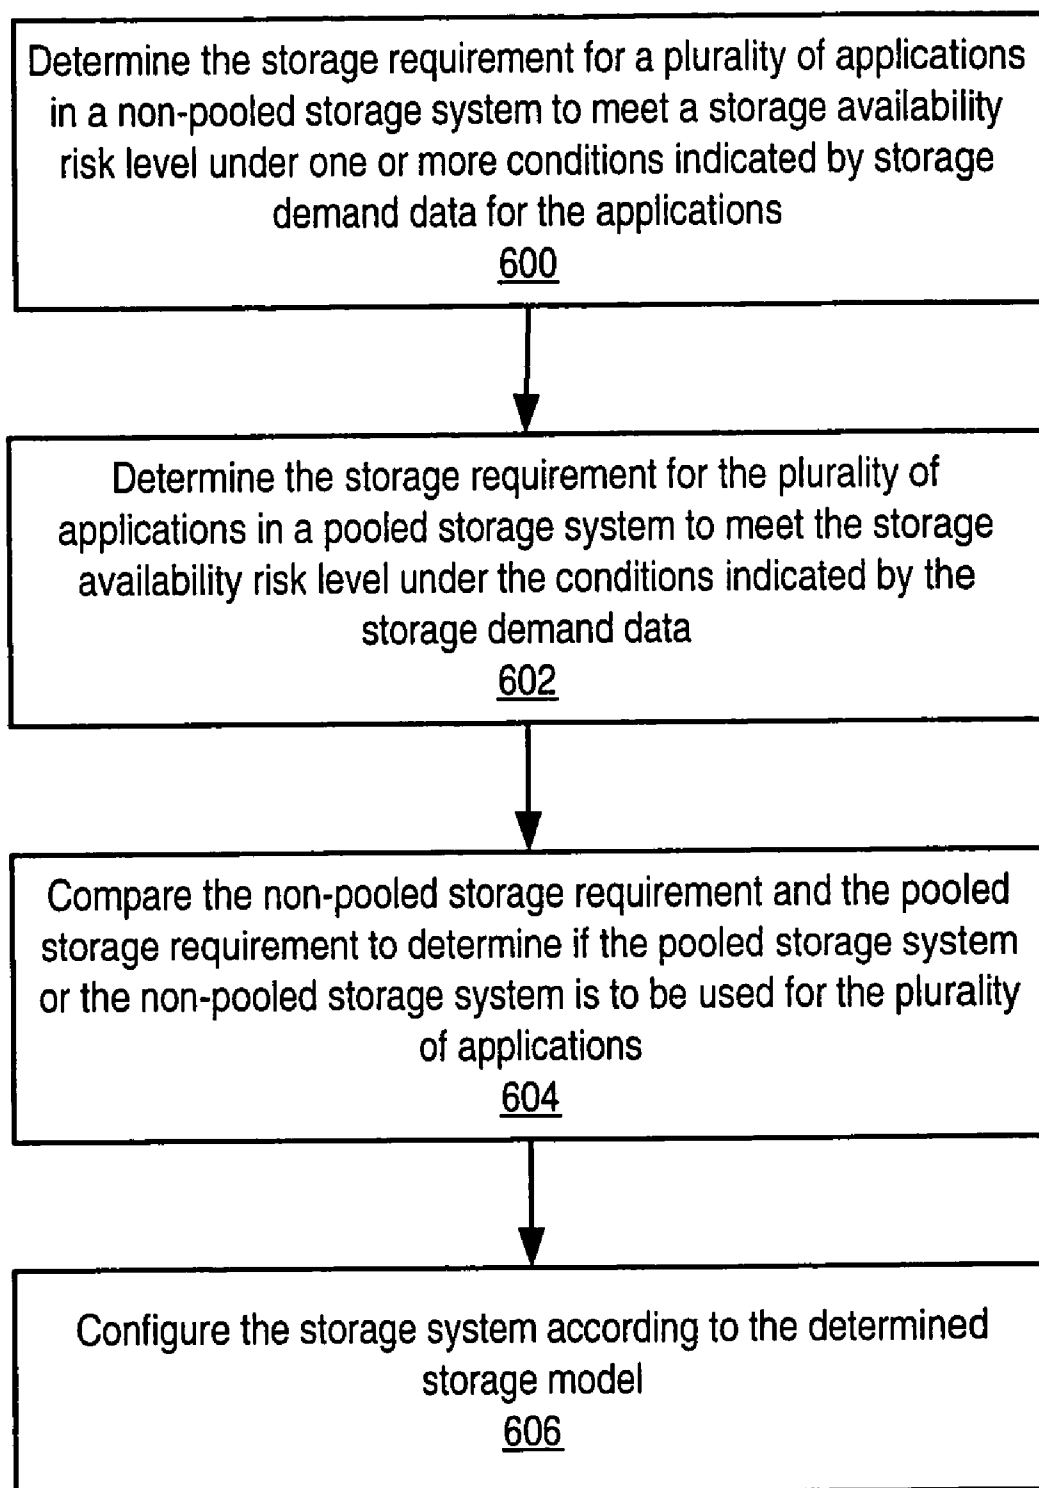 Determine the storage requirement for a plurality of applications
in a non-pooled storage system to meet a storage availability
risk level under one or more conditions indicated by storage
demand data for the applications
600
Determine the storage requirement for the plurality of
applications in a pooled storage system to meet the storage
availability risk level under the conditions indicated by the
storage demand data
602
Compare the non-pooled storage requirement and the pooled
storage requirement to determine if the pooled storage system
or the non-pooled storage system is to be used for the plurality
of applications
604
Configure the storage system according to the determined
storage model
606